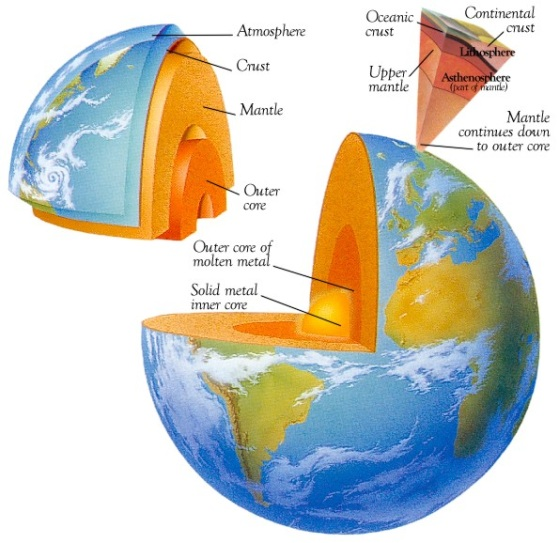 Atmosphere
Crust
Mantle
Outer
core
Oceanic
crust
Continental
crust
Lithosphere
Upper
mantle
Asthenosphere
(part of mantle)
Mantle
continues down
to outer core
Outer core of
molten metal
Solid metal
inner core